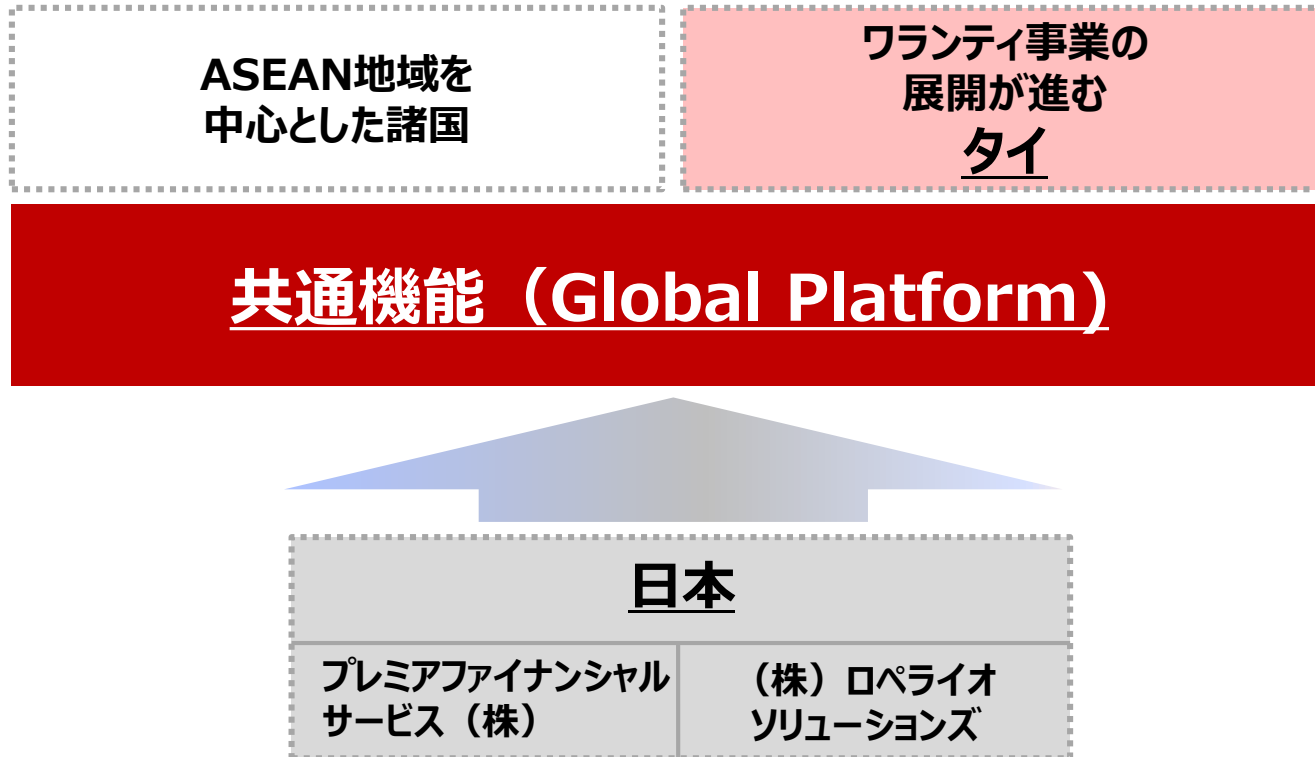 ASEAN地域を
中心とした諸国
ワランティ事業の
展開が進む
タイ
共通機能（Global Platform)
日本
プレミアファイナンシャル
サービス（株）
（株）ロペライオ
ソリューションズ